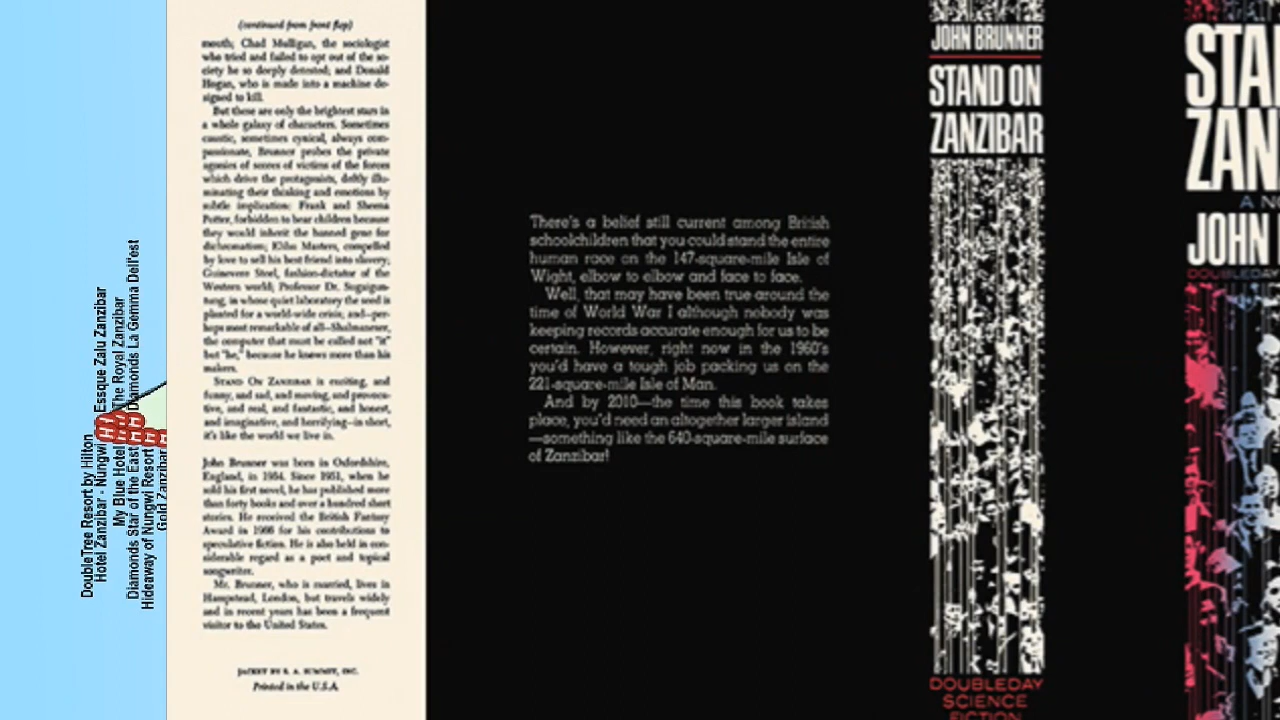 DoubleTree Resort by Hilton
Hotel Zanzibar - Nungwi
Essque Zalu Zanzibar
My Blue Hotel
The Royal Zanzibar
Diamonds Star of the East
Diamonds La Gemma Dell'est
Hideaway of Nungwi Resort
Gold Zanzibar
(continued from front flap)
mouth; Chad Mulligan, the sociologist
who tried and failed to opt out of the so-
ciety he so deeply detested; and Donald
Hogan, who is made into a machine de-
signed to kill.
But these are only the brightest stars in
a whole galaxy of characters. Sometimes
caustic, sometimes cynical, always com-
passionate, Brunner probes the private
agonies of scores of victims of the forces
which drive the protagonists, deftly illu-
minating their thinking and emotions by
subtle implication: Frank and Sheena
Potter, forbidden to bear children because
they would inherit the banned gene for
dichromatism; Elihu Masters, compelled
by love to sell his best friend into slavery;
Guinevere Steel, fashion-dictator of the
Western world; Professor Dr. Sugaigun-
tung, in whose quiet laboratory the seed is
planted for a world-wide crisis; and—per-
haps most remarkable of all—Shalmaneser,
the computer that must be called not "it"
but "he," because he knows more than his
makers.
STAND ON ZANZIBAR is exciting, and
funny, and sad, and moving, and provoca-
tive, and real, and fantastic, and honest,
and imaginative, and horrifying—in short,
it's like the world we live in.
John Brunner was born in Oxfordshire,
England, in 1934. Since 1951, when he
sold his first novel, he has published more
than forty books and over a hundred short
stories. He received the British Fantasy
Award in 1966 for his contributions to
speculative fiction. He is also held in con-
siderable regard as a poet and topical
songwriter.
Mr. Brunner, who is married, lives in
Hampstead, London, but travels widely
and in recent years has been a frequent
visitor to the United States.
JACKET BY S. A. SUMMIT, INC.
Printed in the U.S.A.
There's a belief still current among British
schoolchildren that you could stand the entire
human race on the 147-square-mile Isle of
Wight, elbow to elbow and face to face.
Well, that may have been true around the
time of World War I although nobody was
keeping records accurate enough for us to be
certain. However, right now in the 1960's
you'd have a tough job packing us on the
221-square-mile Isle of Man.
And by 2010—the time this book takes
place, you'd need an altogether larger island
—something like the 640-square-mile surface
of Zanzibar!
JOHN BRUNNER
STAND ON
ZANZIBAR
DOUBLEDAY
SCIENCE
FICTION
STA
ZAN
A N
JOHN
DOUBLEDAY